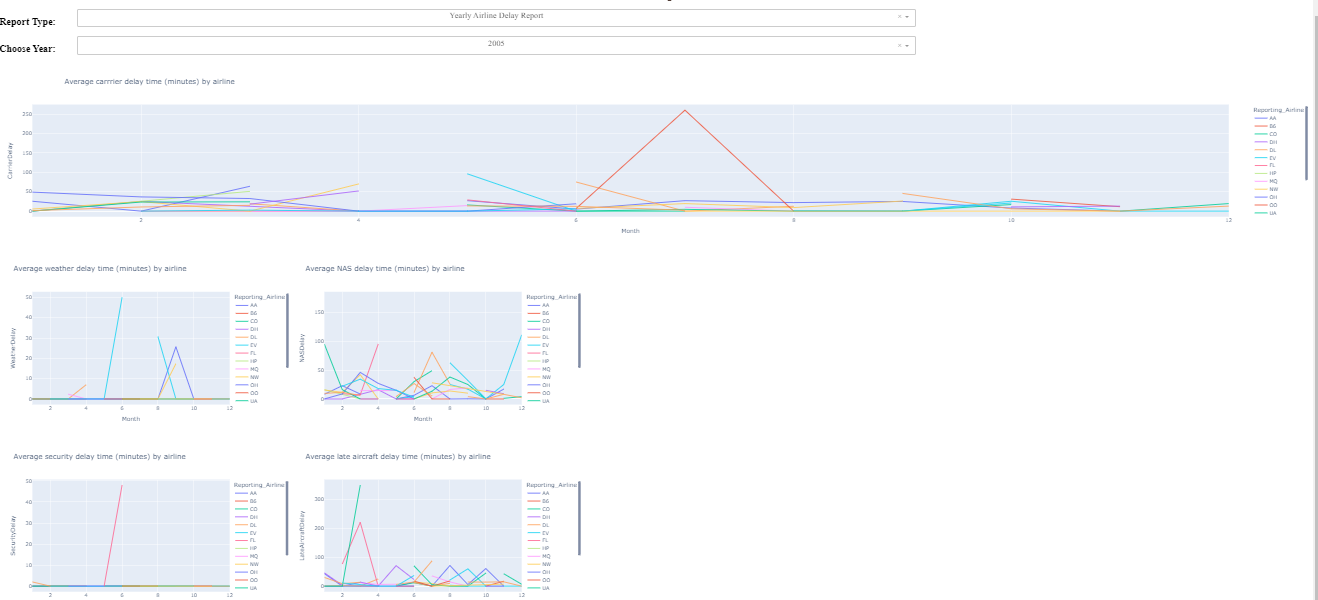 Report Type:
Yearly Airline Delay Report
Choose Year:
2005
Average carrrier delay time (minutes) by airline
CarrierDelay
250
200
150
100
50
0
2
4
6
8
10
12
Month
Reporting_Airline
AA
B6
CO
DH
DL
EV
FL
HP
MQ
NW
OH
OO
UA
Average weather delay time (minutes) by airline
WeatherDelay
50
40
30
20
10
0
2
4
6
8
10
12
Month
Reporting_Airline
AA
B6
CO
DH
DL
EV
FL
HP
MQ
NW
OH
OO
UA
Average NAS delay time (minutes) by airline
NASDelay
150
100
50
0
2
4
6
8
10
12
Month
Reporting_Airline
AA
B6
CO
DH
DL
EV
FL
HP
MQ
NW
OH
OO
UA
Average security delay time (minutes) by airline
SecurityDelay
50
40
30
20
10
0
2
4
6
8
10
12
Reporting_Airline
AA
B6
CO
DH
DL
EV
FL
HP
MQ
NW
OH
OO
UA
Average late aircraft delay time (minutes) by airline
LateAircraftDelay
300
200
100
0
2
4
6
8
10
12
Reporting_Airline
AA
B6
CO
DH
DL
EV
FL
HP
MQ
NW
OH
OO
UA